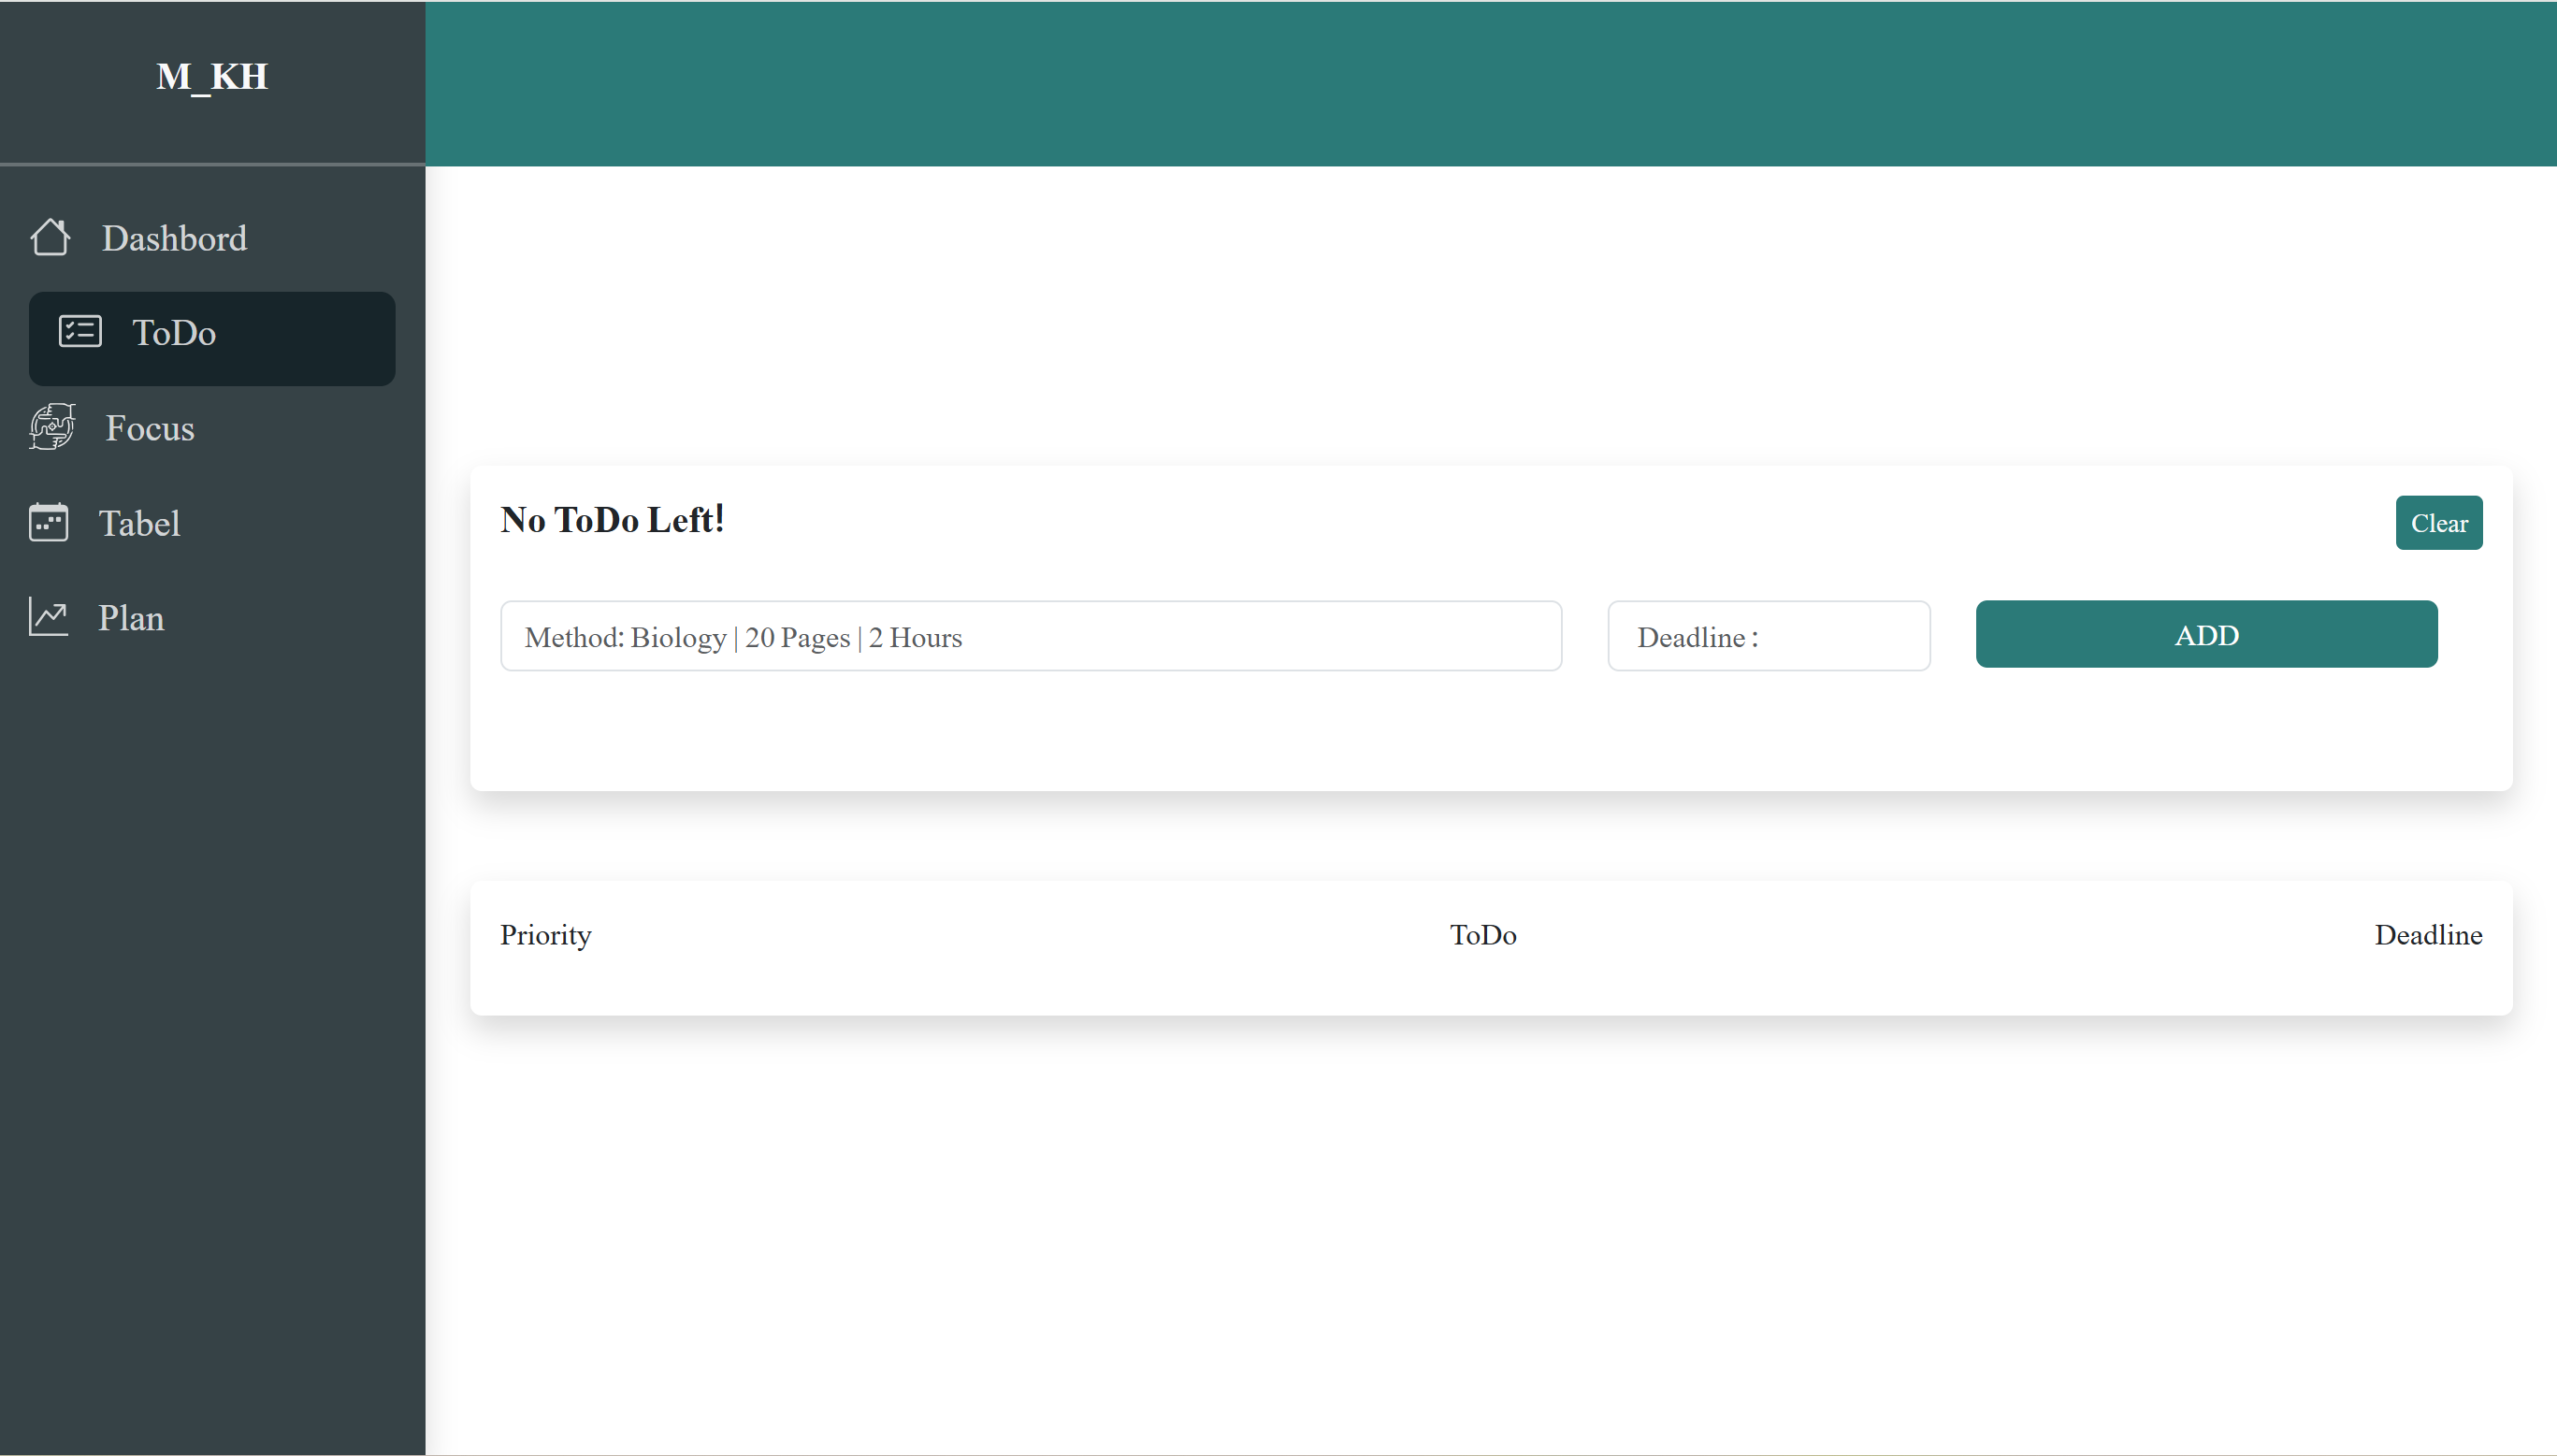 M_KH
Dashbord
ToDo
Focus
Tabel
Plan
No ToDo Left!
Clear
Method: Biology | 20 Pages | 2 Hours
Deadline :
ADD
Priority
ToDo
Deadline